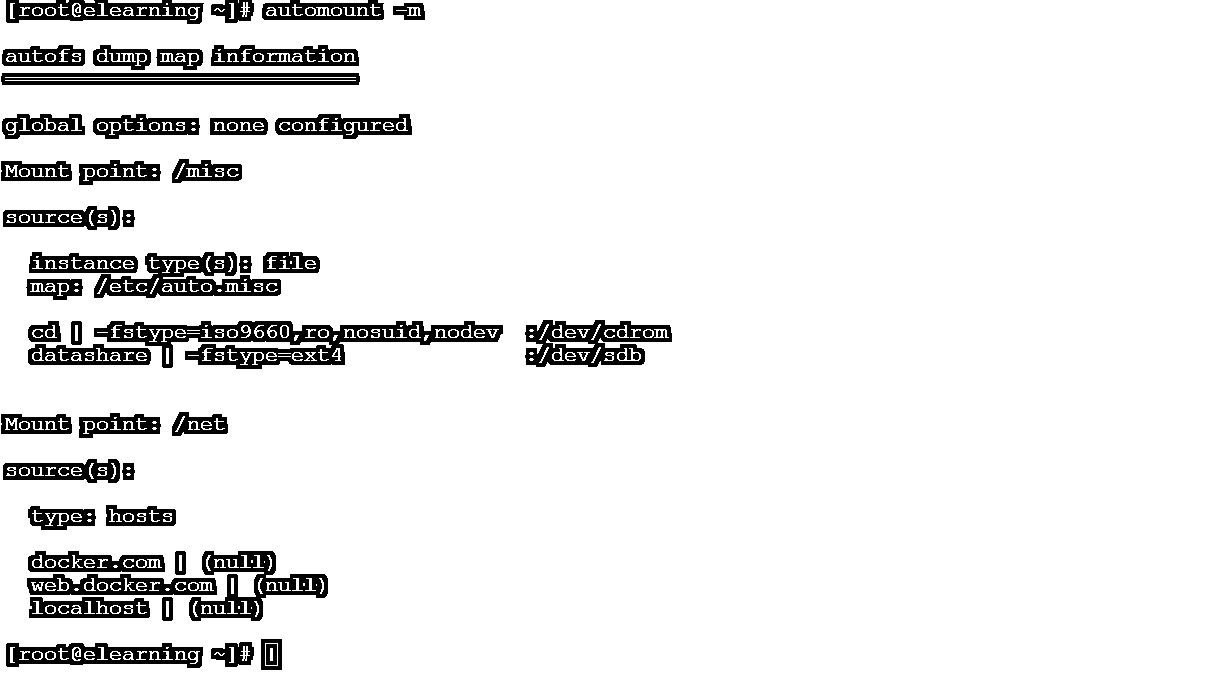 [root@elearning ~]# automount -m
autofs dump map information
===========================
global options: none configured
Mount point: /misc
source(s):
instance type(s): file
map: /etc/auto.misc
cd | -fstype=iso9660,ro,nosuid,nodev  :/dev/cdrom
datashare | -fstype=ext4              :/dev/sdb
Mount point: /net
source(s):
type: hosts
docker.com | (null)
web.docker.com | (null)
localhost | (null)
[root@elearning ~]#